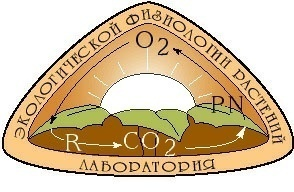 ЭКОЛОГИЧЕСКОЙ ФИЗИОЛОГИИ РАСТЕНИЙ
O2
PN
R CO2
ЛАБОРАТОРИЯ